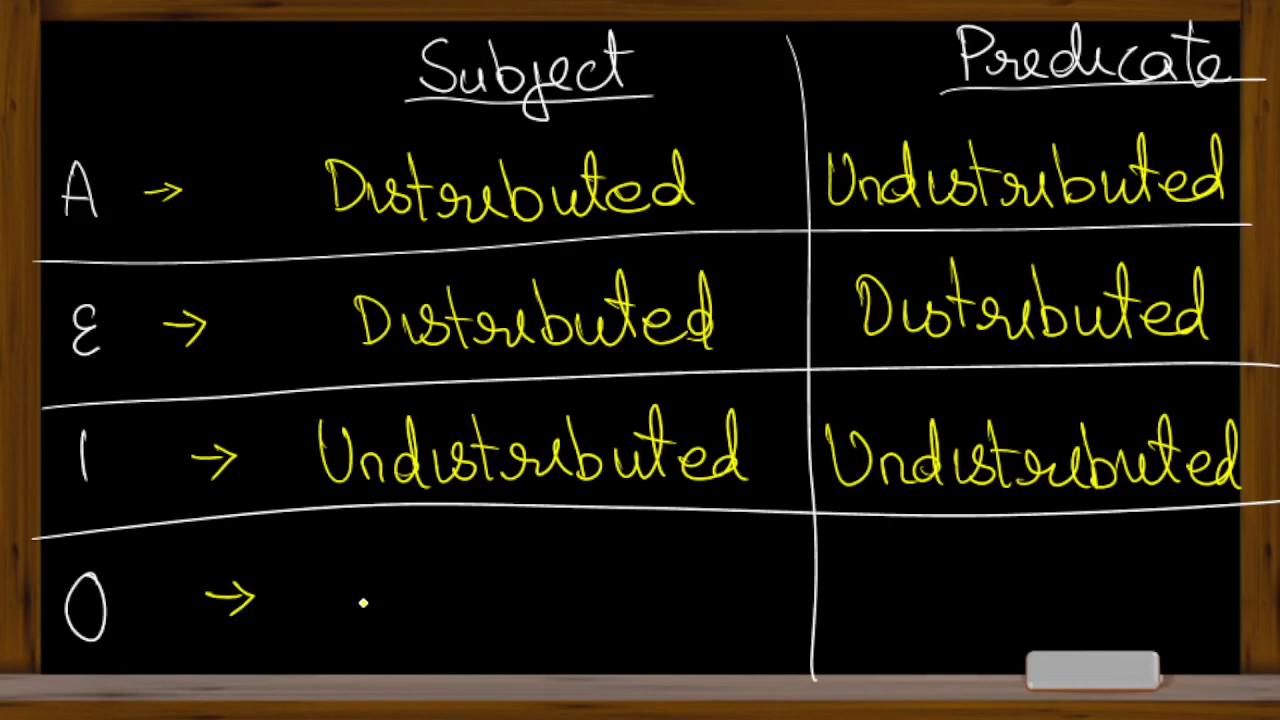 Subject Predicate
A → Distributed Undistributed
E → Distributed Distributed
I → Undistributed Undistributed
O →